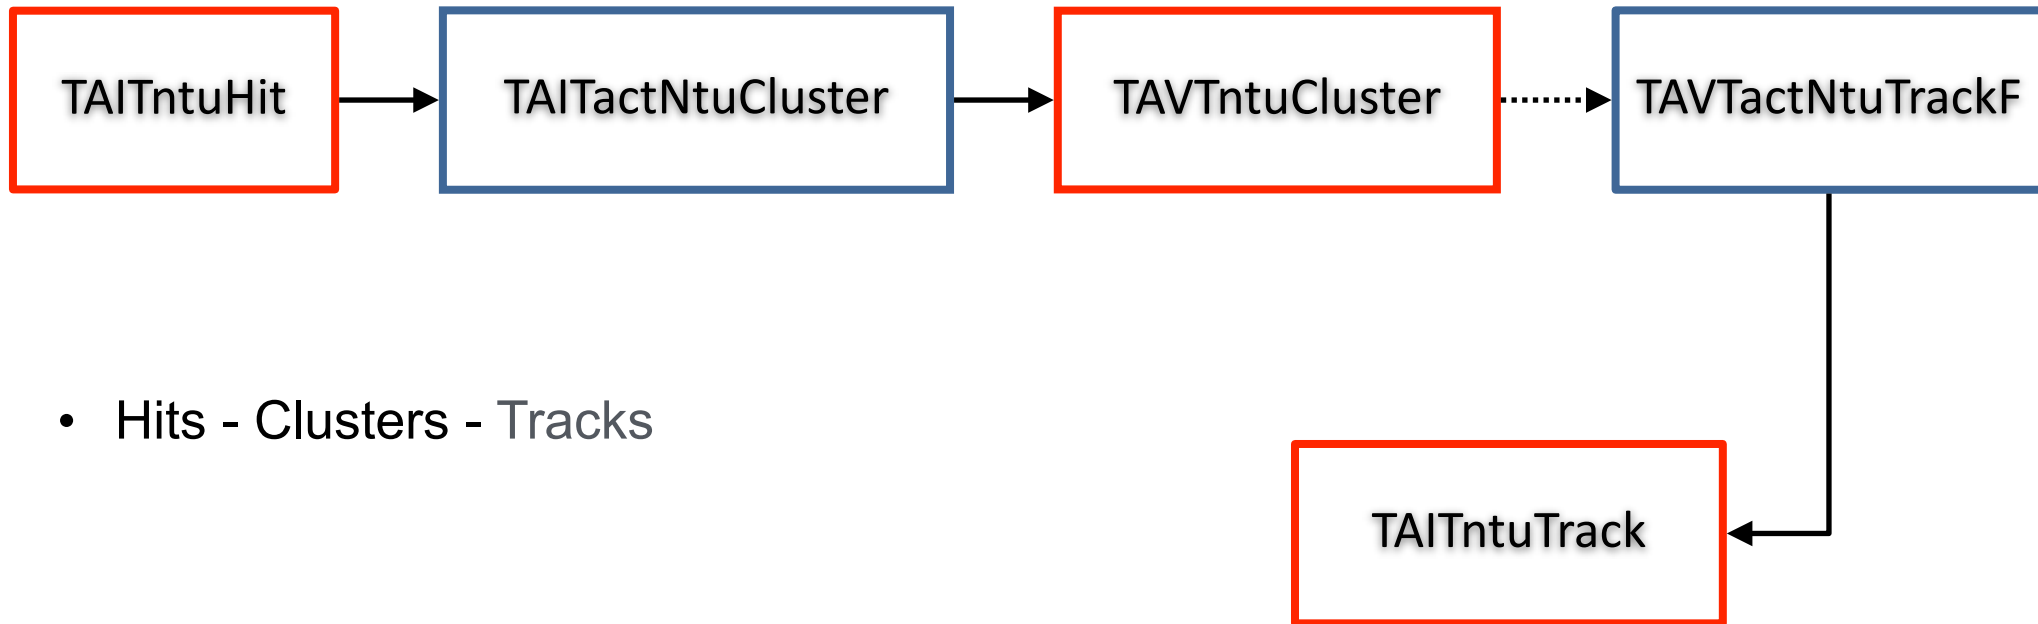 TAITntuHit TAITactNtuCluster TAVTntuCluster TAVTactNtuTrackF
• Hits - Clusters - Tracks
TAITntuTrack